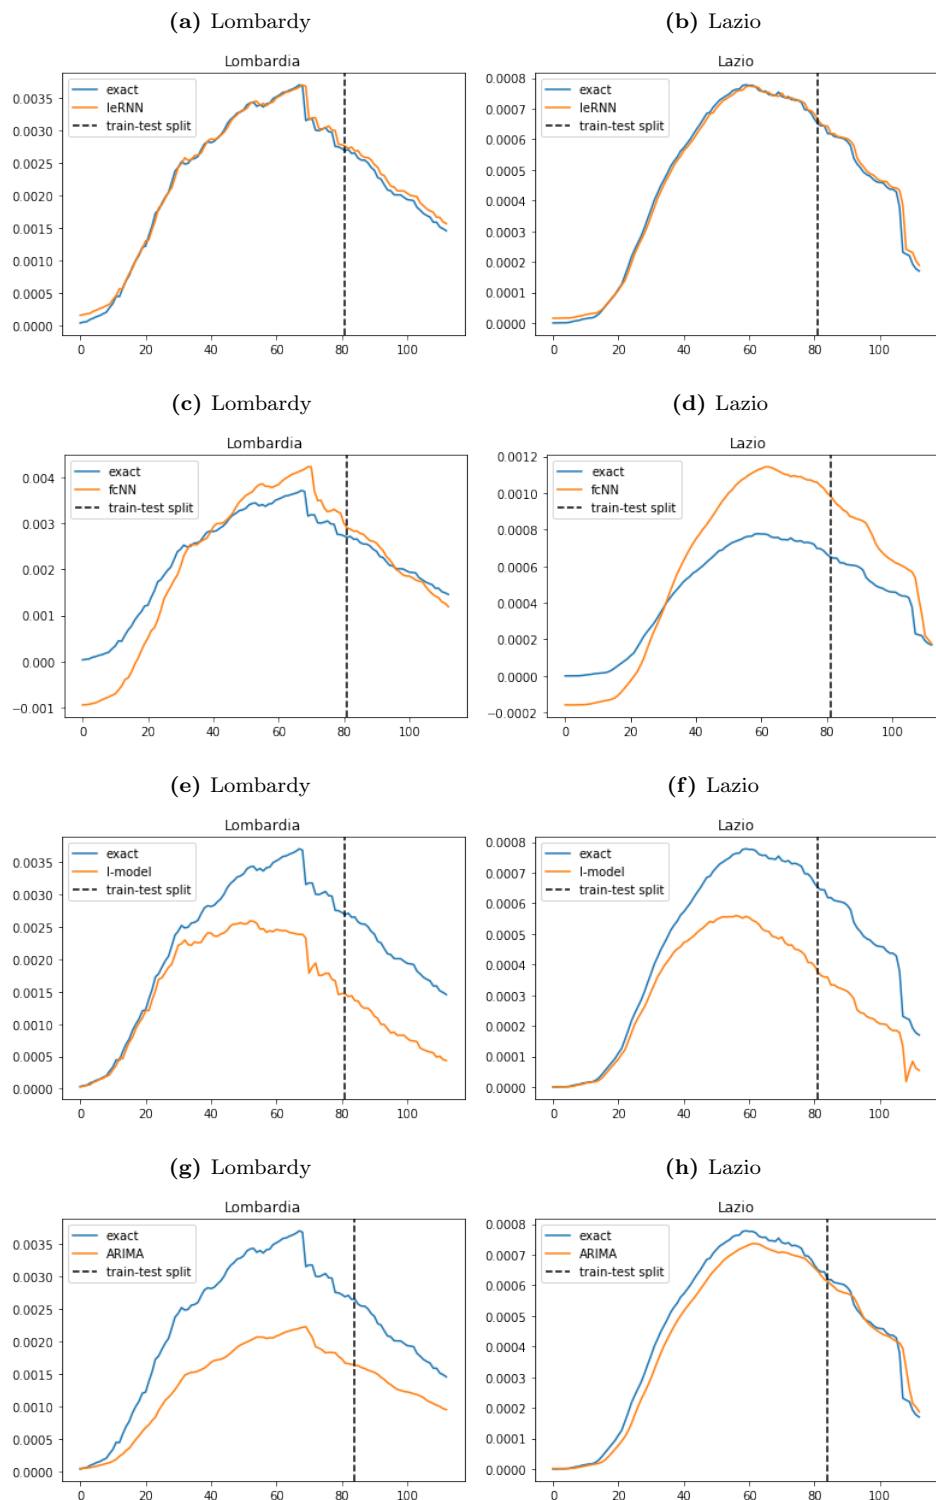 (a) Lombardy
(b) Lazio
Lombardia
exact
leRNN
train-test split
0.0035
0.0030
0.0025
0.0020
0.0015
0.0010
0.0005
0.0000
0 20 40 60 80 100
Lazio
exact
leRNN
train-test split
0.0008
0.0007
0.0006
0.0005
0.0004
0.0003
0.0002
0.0001
0.0000
0 20 40 60 80 100
(c) Lombardy
(d) Lazio
Lombardia
exact
fcNN
train-test split
0.004
0.003
0.002
0.001
0.000
−0.001
0 20 40 60 80 100
Lazio
exact
fcNN
train-test split
0.0012
0.0010
0.0008
0.0006
0.0004
0.0002
0.0000
−0.0002
0 20 40 60 80 100
(e) Lombardy
(f) Lazio
Lombardia
exact
l-model
train-test split
0.0035
0.0030
0.0025
0.0020
0.0015
0.0010
0.0005
0.0000
0 20 40 60 80 100
Lazio
exact
l-model
train-test split
0.0008
0.0007
0.0006
0.0005
0.0004
0.0003
0.0002
0.0001
0.0000
0 20 40 60 80 100
(g) Lombardy
(h) Lazio
Lombardia
exact
ARIMA
train-test split
0.0035
0.0030
0.0025
0.0020
0.0015
0.0010
0.0005
0.0000
0 20 40 60 80 100
Lazio
exact
ARIMA
train-test split
0.0008
0.0007
0.0006
0.0005
0.0004
0.0003
0.0002
0.0001
0.0000
0 20 40 60 80 100